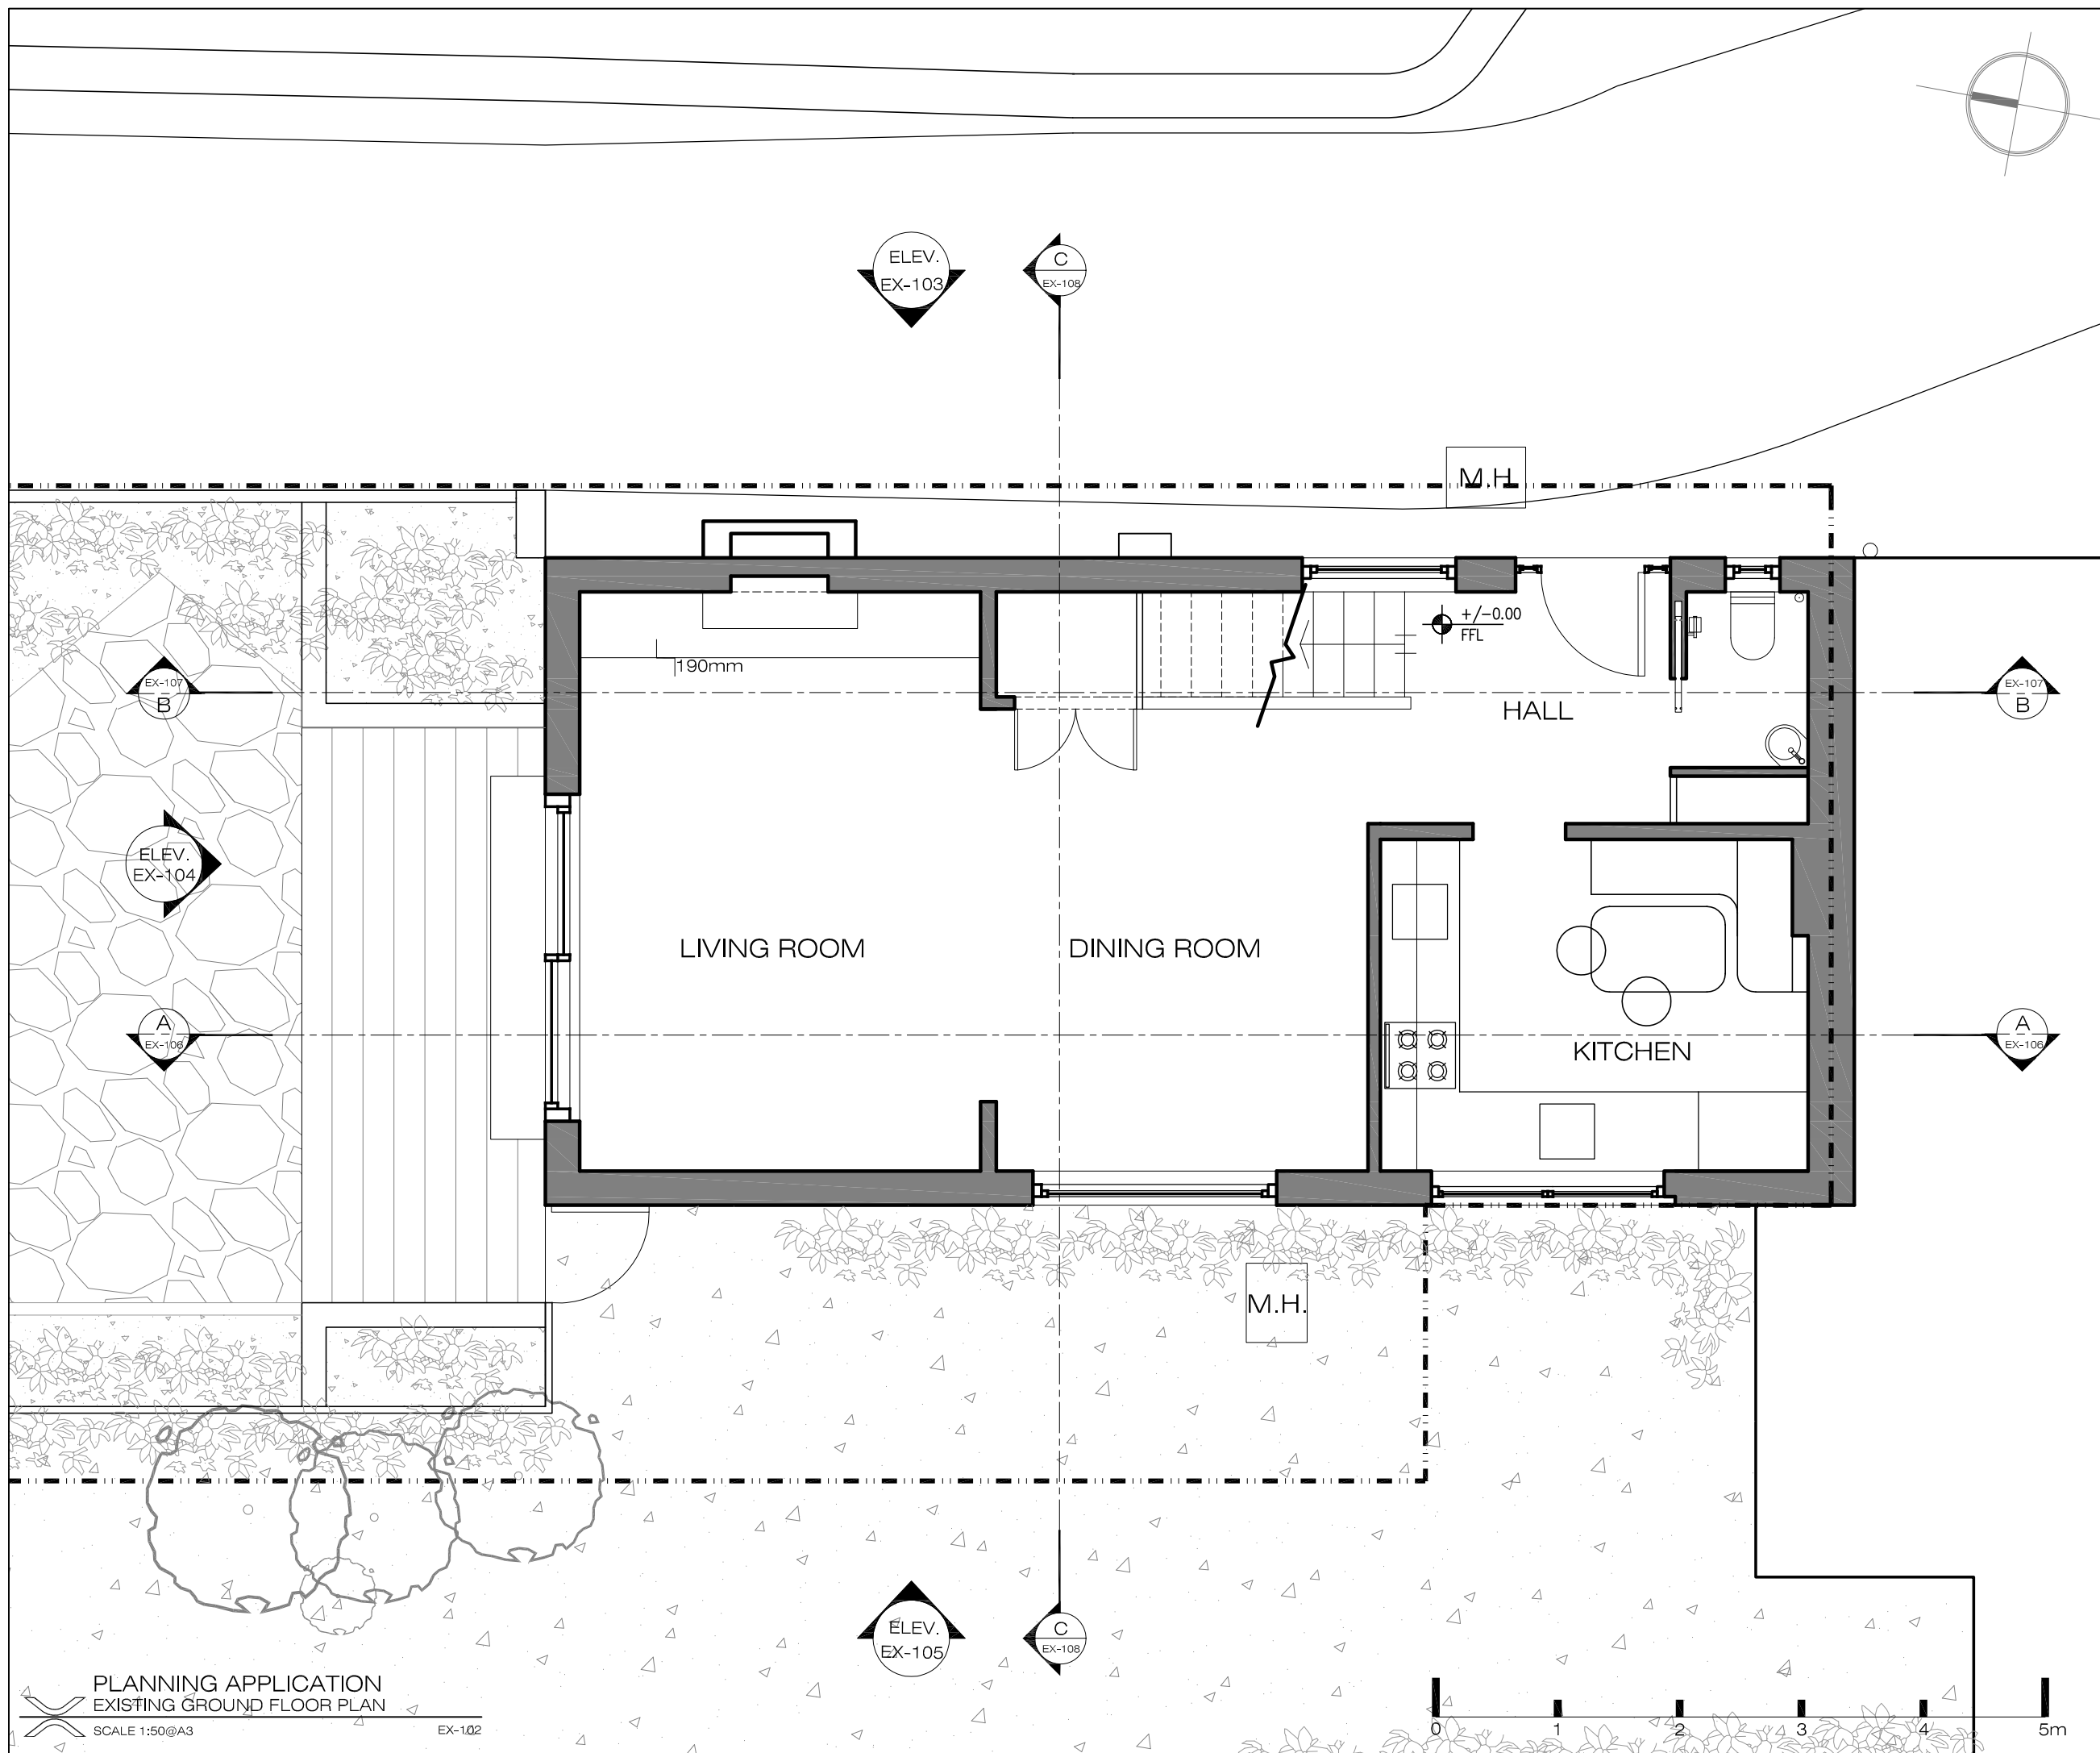 ELEV.
EX-103
C
EX-108
M.H
+/-0.00
FFL
190mm
EX-107
B
HALL
EX-107
B
ELEV.
EX-104
LIVING ROOM
DINING ROOM
A
EX-106
KITCHEN
A
EX-106
M.H.
ELEV.
EX-105
C
EX-108
PLANNING APPLICATION
EXISTING GROUND FLOOR PLAN
SCALE 1:50@A3
EX-102
0 1 2 3 4 5m